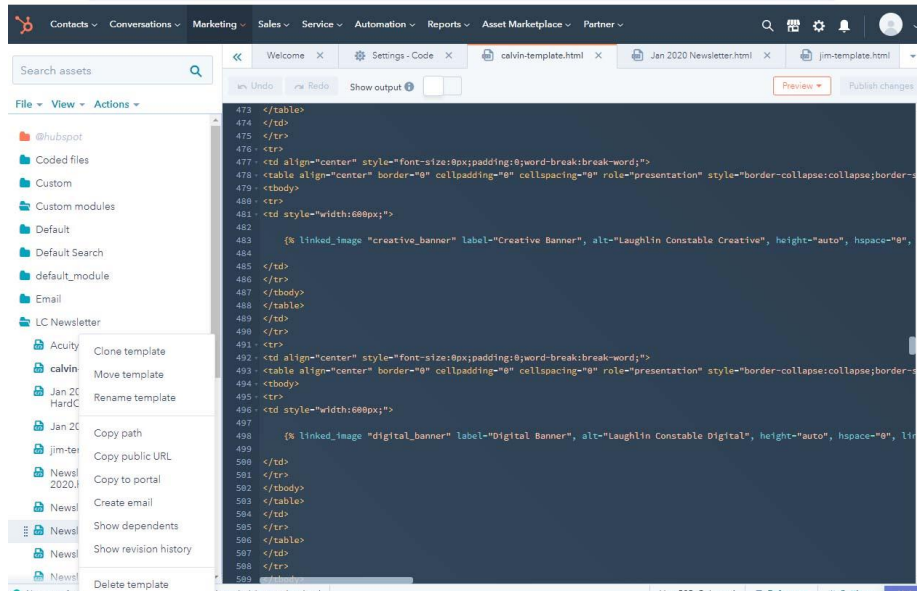 Contacts Conversations Marketing Sales Service Automation Reports Asset Marketplace Partner
Search assets
File View Actions
@hubspot
Coded files
Custom
Custom modules
Default
Default Search
default_module
Email
LC Newsletter
Acuity
calvin-
Jan 20
HardC
Jan 20
jim-ter
Newsl
2020.
Newsl
Newsl
Newsl
Newsl
Clone template
Move template
Rename template
Copy path
Copy public URL
Copy to portal
Create email
Show dependents
Show revision history
Delete template
Welcome
Settings - Code
calvin-template.html
Jan 2020 Newsletter.html
jim-template.html
Undo Redo Show output Preview Publish changes
473 </table>
474 </td>
475 </tr>
476 <tr>
477 <td align="center" style="font-size:0px;padding:0;word-break:break-word;">
478 <table align="center" border="0" cellpadding="0" cellspacing="0" role="presentation" style="border-collapse:collapse;border-s
479 <tbody>
480 <tr>
481 <td style="width:600px;">
482
483 {% linked_image "creative_banner" label="Creative Banner", alt="Laughlin Constable Creative", height="auto", hspace="0",
484
485 </td>
486 </tr>
487 </tbody>
488 </table>
489 </td>
490 </tr>
491 <tr>
492 <td align="center" style="font-size:0px;padding:0;word-break:break-word;">
493 <table align="center" border="0" cellpadding="0" cellspacing="0" role="presentation" style="border-collapse:collapse;border-s
494 <tbody>
495 <tr>
496 <td style="width:600px;">
497
498 {% linked_image "digital_banner" label="Digital Banner", alt="Laughlin Constable Digital", height="auto", hspace="0", lin
499
500 </td>
501 </tr>
502 </tbody>
503 </table>
504 </td>
505 </tr>
506 </table>
507 </td>
508 </tr>
509 </tbody>